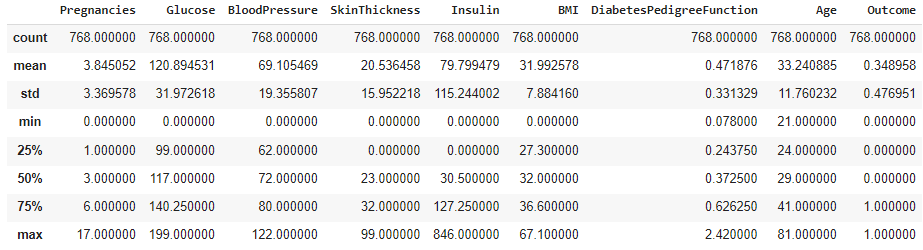 Pregnancies Glucose BloodPressure SkinThickness Insulin BMI DiabetesPedigreeFunction Age Outcome
count 768.000000 768.000000 768.000000 768.000000 768.000000 768.000000 768.000000 768.000000 768.000000
mean 3.845052 120.894531 69.105469 20.536458 79.799479 31.992578 0.471876 33.240885 0.348958
std 3.369578 31.972618 19.355807 15.952218 115.244002 7.884160 0.331329 11.760232 0.476951
min 0.000000 0.000000 0.000000 0.000000 0.000000 0.000000 0.078000 21.000000 0.000000
25% 1.000000 99.000000 62.000000 0.000000 0.000000 27.300000 0.243750 24.000000 0.000000
50% 3.000000 117.000000 72.000000 23.000000 30.500000 32.000000 0.372500 29.000000 0.000000
75% 6.000000 140.250000 80.000000 32.000000 127.250000 36.600000 0.626250 41.000000 1.000000
max 17.000000 199.000000 122.000000 99.000000 846.000000 67.100000 2.420000 81.000000 1.000000